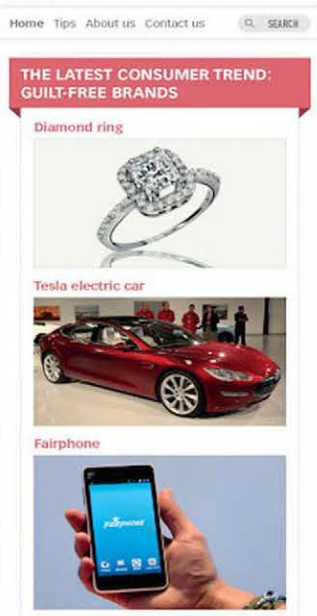 Home Tips About us Contact us SEARCH
THE LATEST CONSUMER TREND:
GUILT-FREE BRANDS
Diamond ring
Tesla electric car
Fairphone
FAIRPHONE